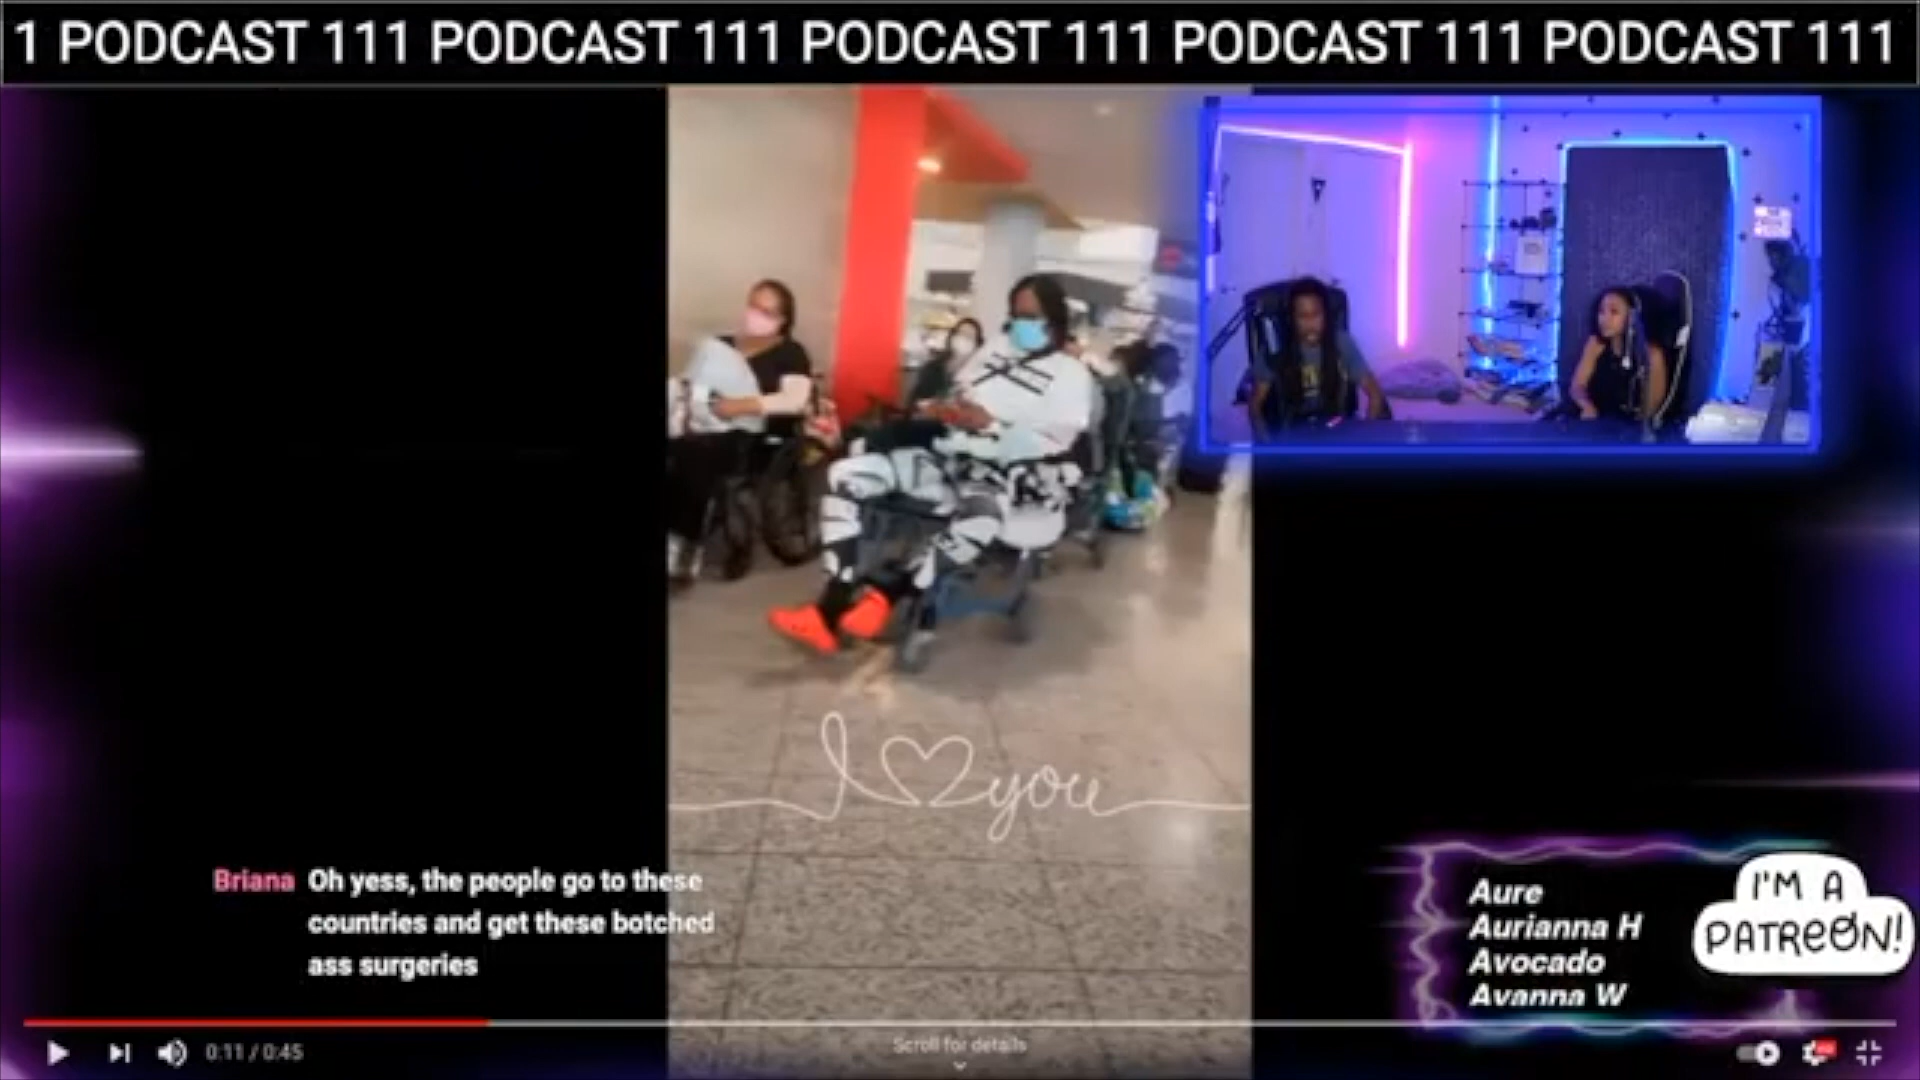 1 PODCAST 111 PODCAST 111 PODCAST 111 PODCAST 111 PODCAST 111
I you
Briana Oh yess, the people go to these
countries and get these botched
ass surgeries
Aure
Aurianna H
Avocado
Avanna W
I'M A
PATREON!
0:11 / 0:45
Scroll for details